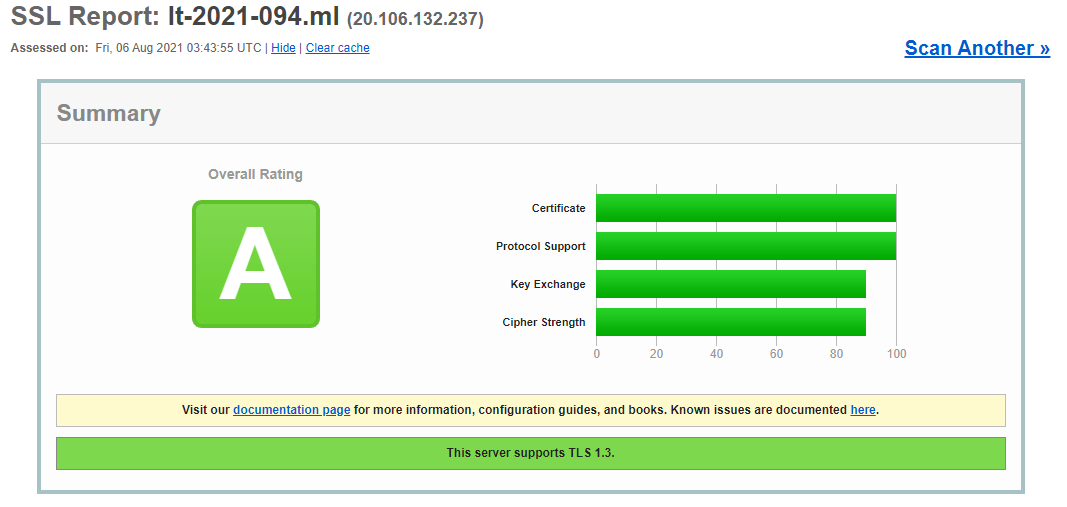 SSL Report: lt-2021-094.ml (20.106.132.237)
Assessed on: Fri, 06 Aug 2021 03:43:55 UTC | Hide | Clear cache
Scan Another »
Summary
Overall Rating
A
Certificate
Protocol Support
Key Exchange
Cipher Strength
0 20 40 60 80 100
Visit our documentation page for more information, configuration guides, and books. Known issues are documented here.
This server supports TLS 1.3.